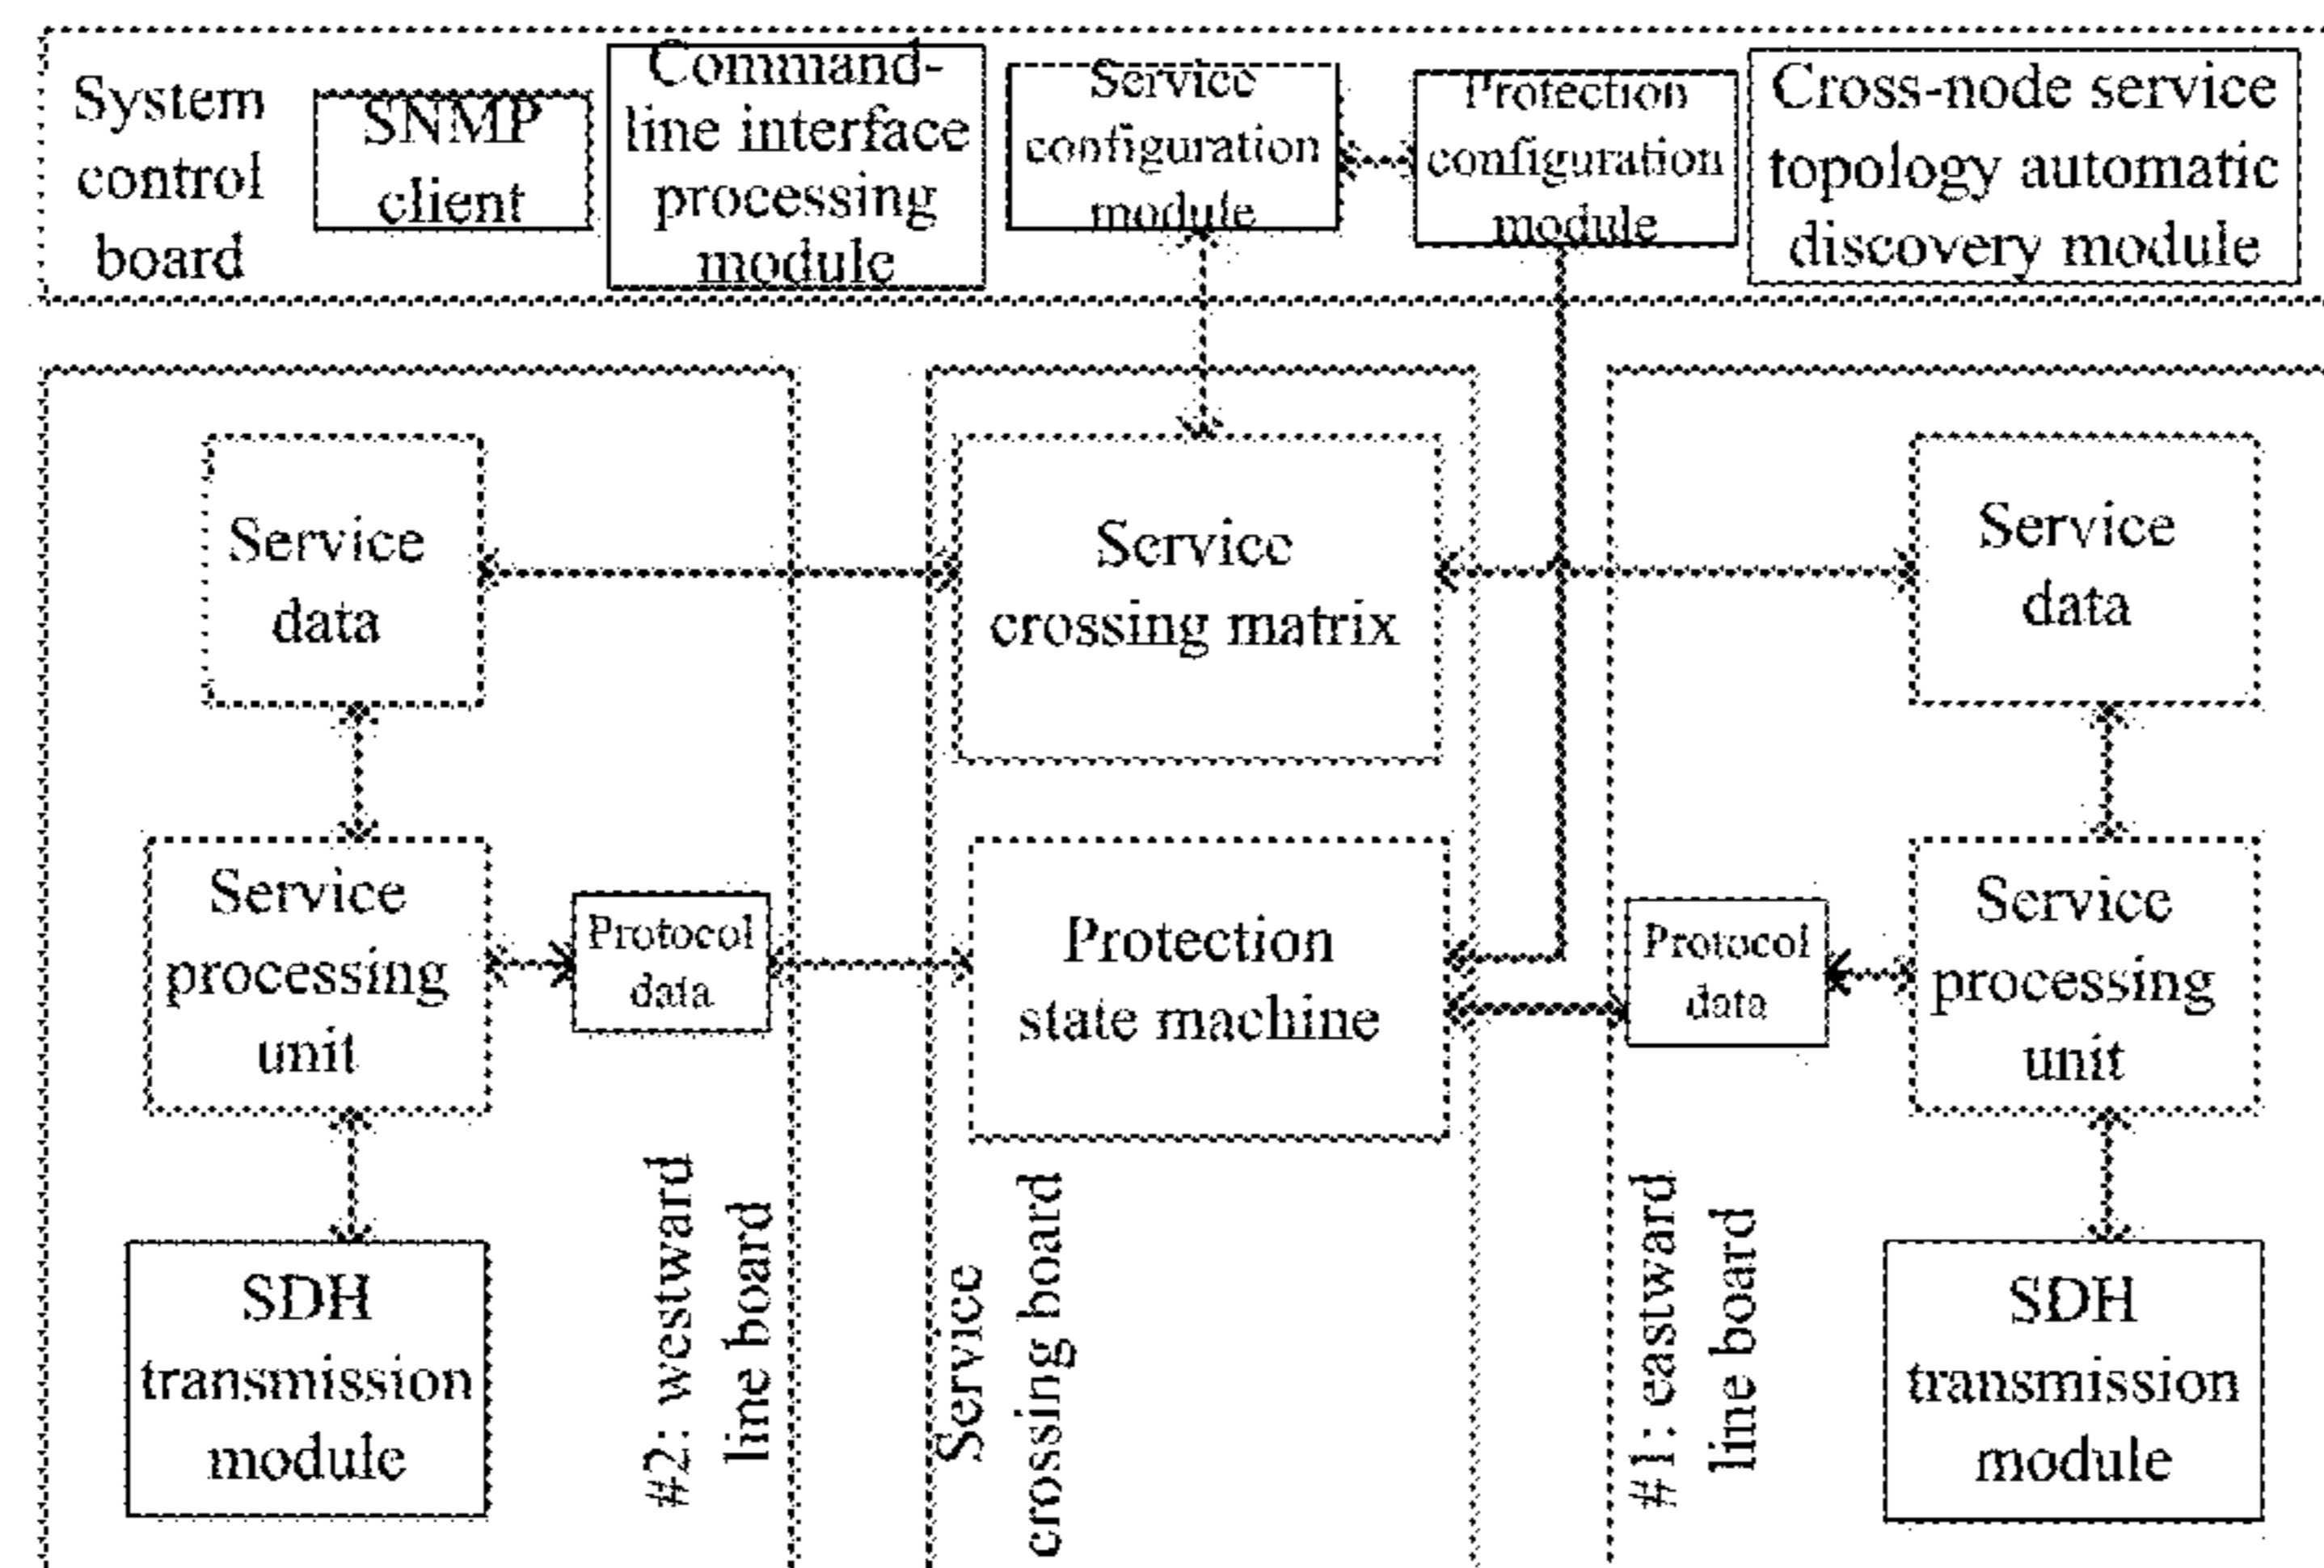 System
control
board
SNMP
client
Command-
line interface
processing
module
Service
configuration
module
Protection
configuration
module
Cross-node service
topology automatic
discovery module
Service
data
Service
crossing matrix
Service
data
Service
processing
unit
Protocol
data
Protection
state machine
Protocol
data
Service
processing
unit
SDH
transmission
module
#2: westward
line board
Service
crossing board
#1: eastward
line board
SDH
transmission
module